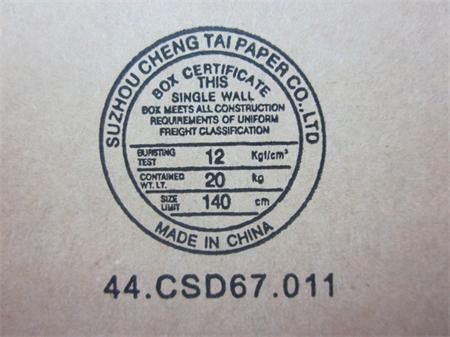 SUZHOU CHENG TAI PAPER CO.,LTD
BOX CERTIFICATE
THIS
SINGLE WALL
BOX MEETS ALL CONSTRUCTION
REQUIREMENTS OF UNIFORM
FREIGHT CLASSIFICATION
BURSTING TEST 12 Kgf/cm²
CONTAINED WT. LT. 20 kg
SIZE LIMIT 140 cm
MADE IN CHINA
44.CSD67.011